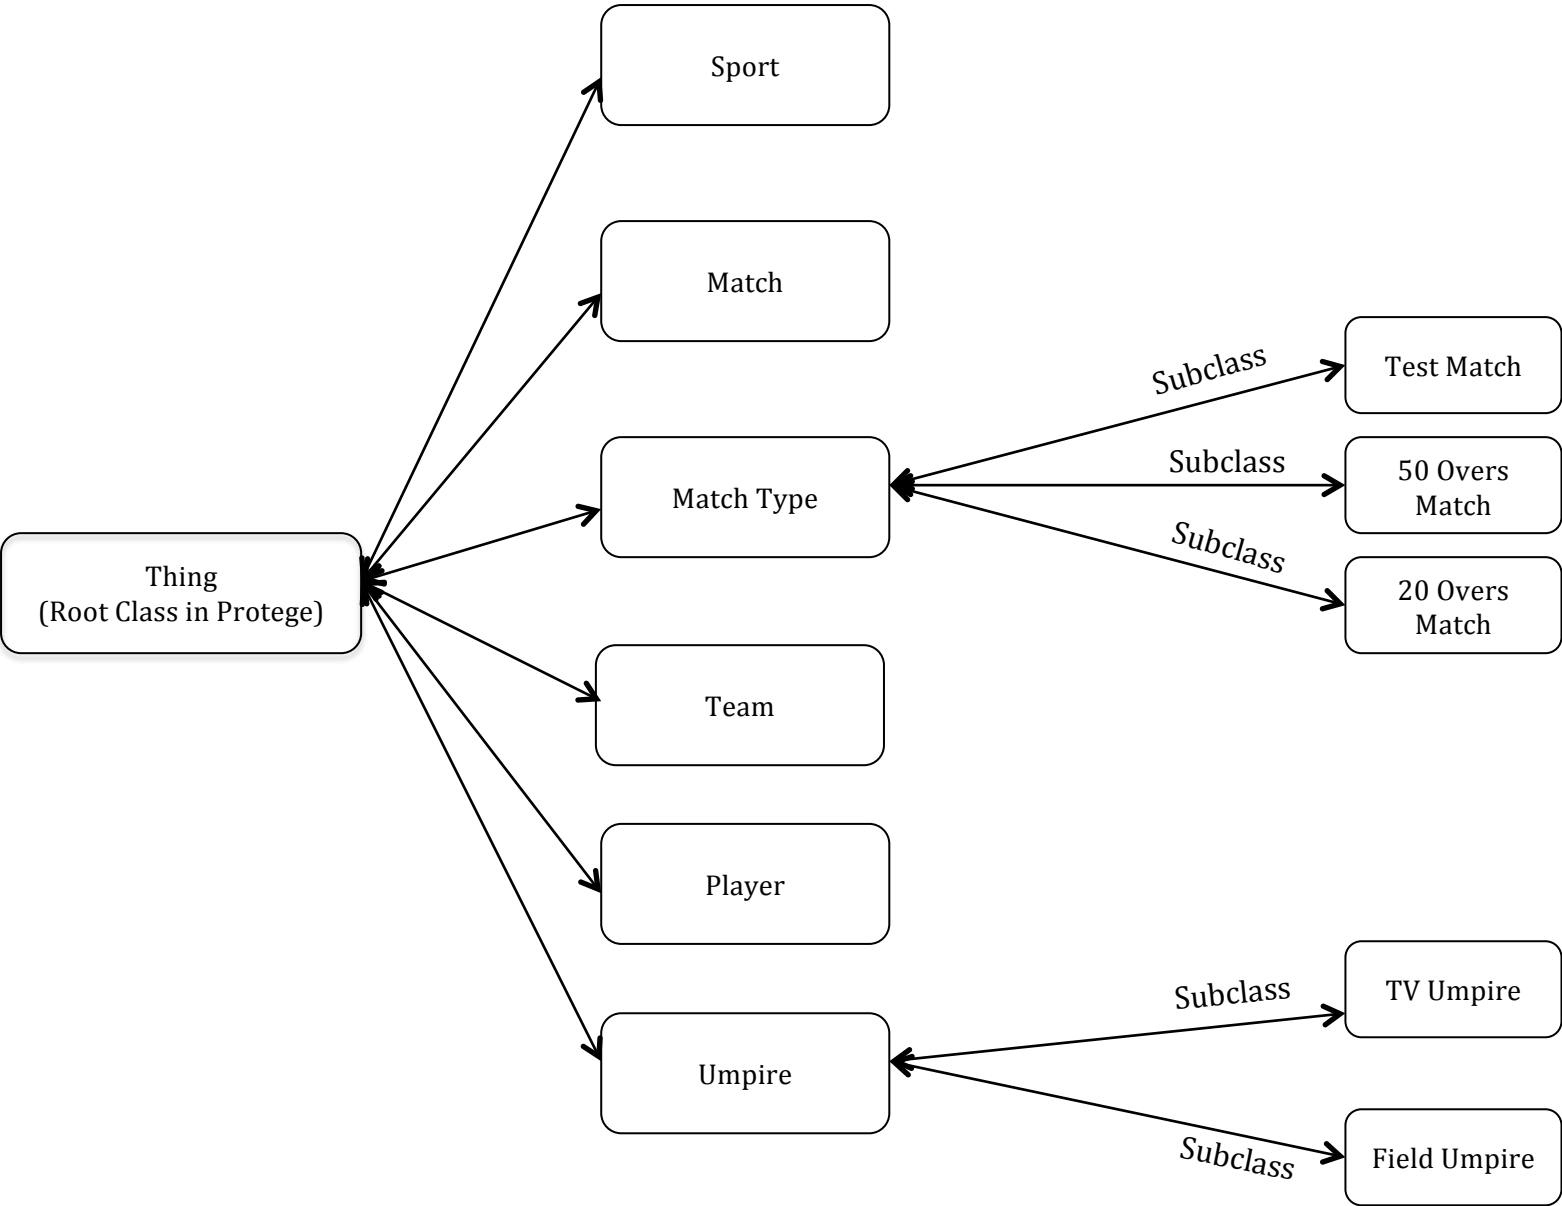 Sport
Match
Subclass
Test Match
Match Type
Subclass
50 Overs
Match
Subclass
20 Overs
Match
Thing
(Root Class in Protege)
Team
Player
Subclass
TV Umpire
Umpire
Subclass
Field Umpire